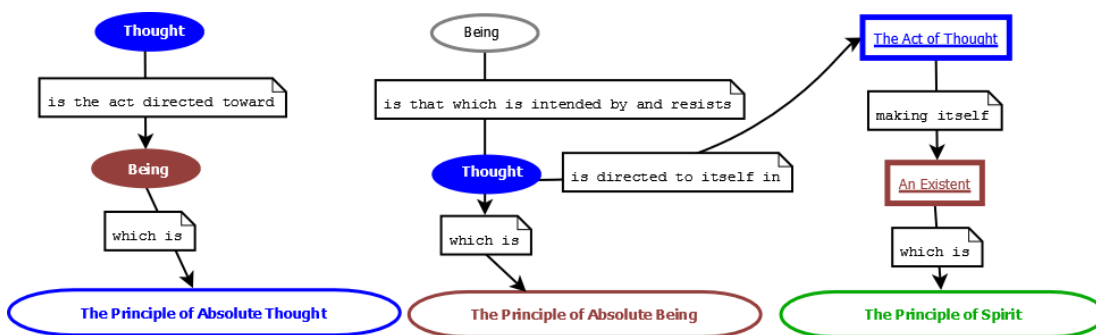 Thought
is the act directed toward
Being
which is
The Principle of Absolute Thought
Being
is that which is intended by and resists
Thought
is directed to itself in
which is
The Principle of Absolute Being
The Act of Thought
making itself
An Existent
which is
The Principle of Spirit